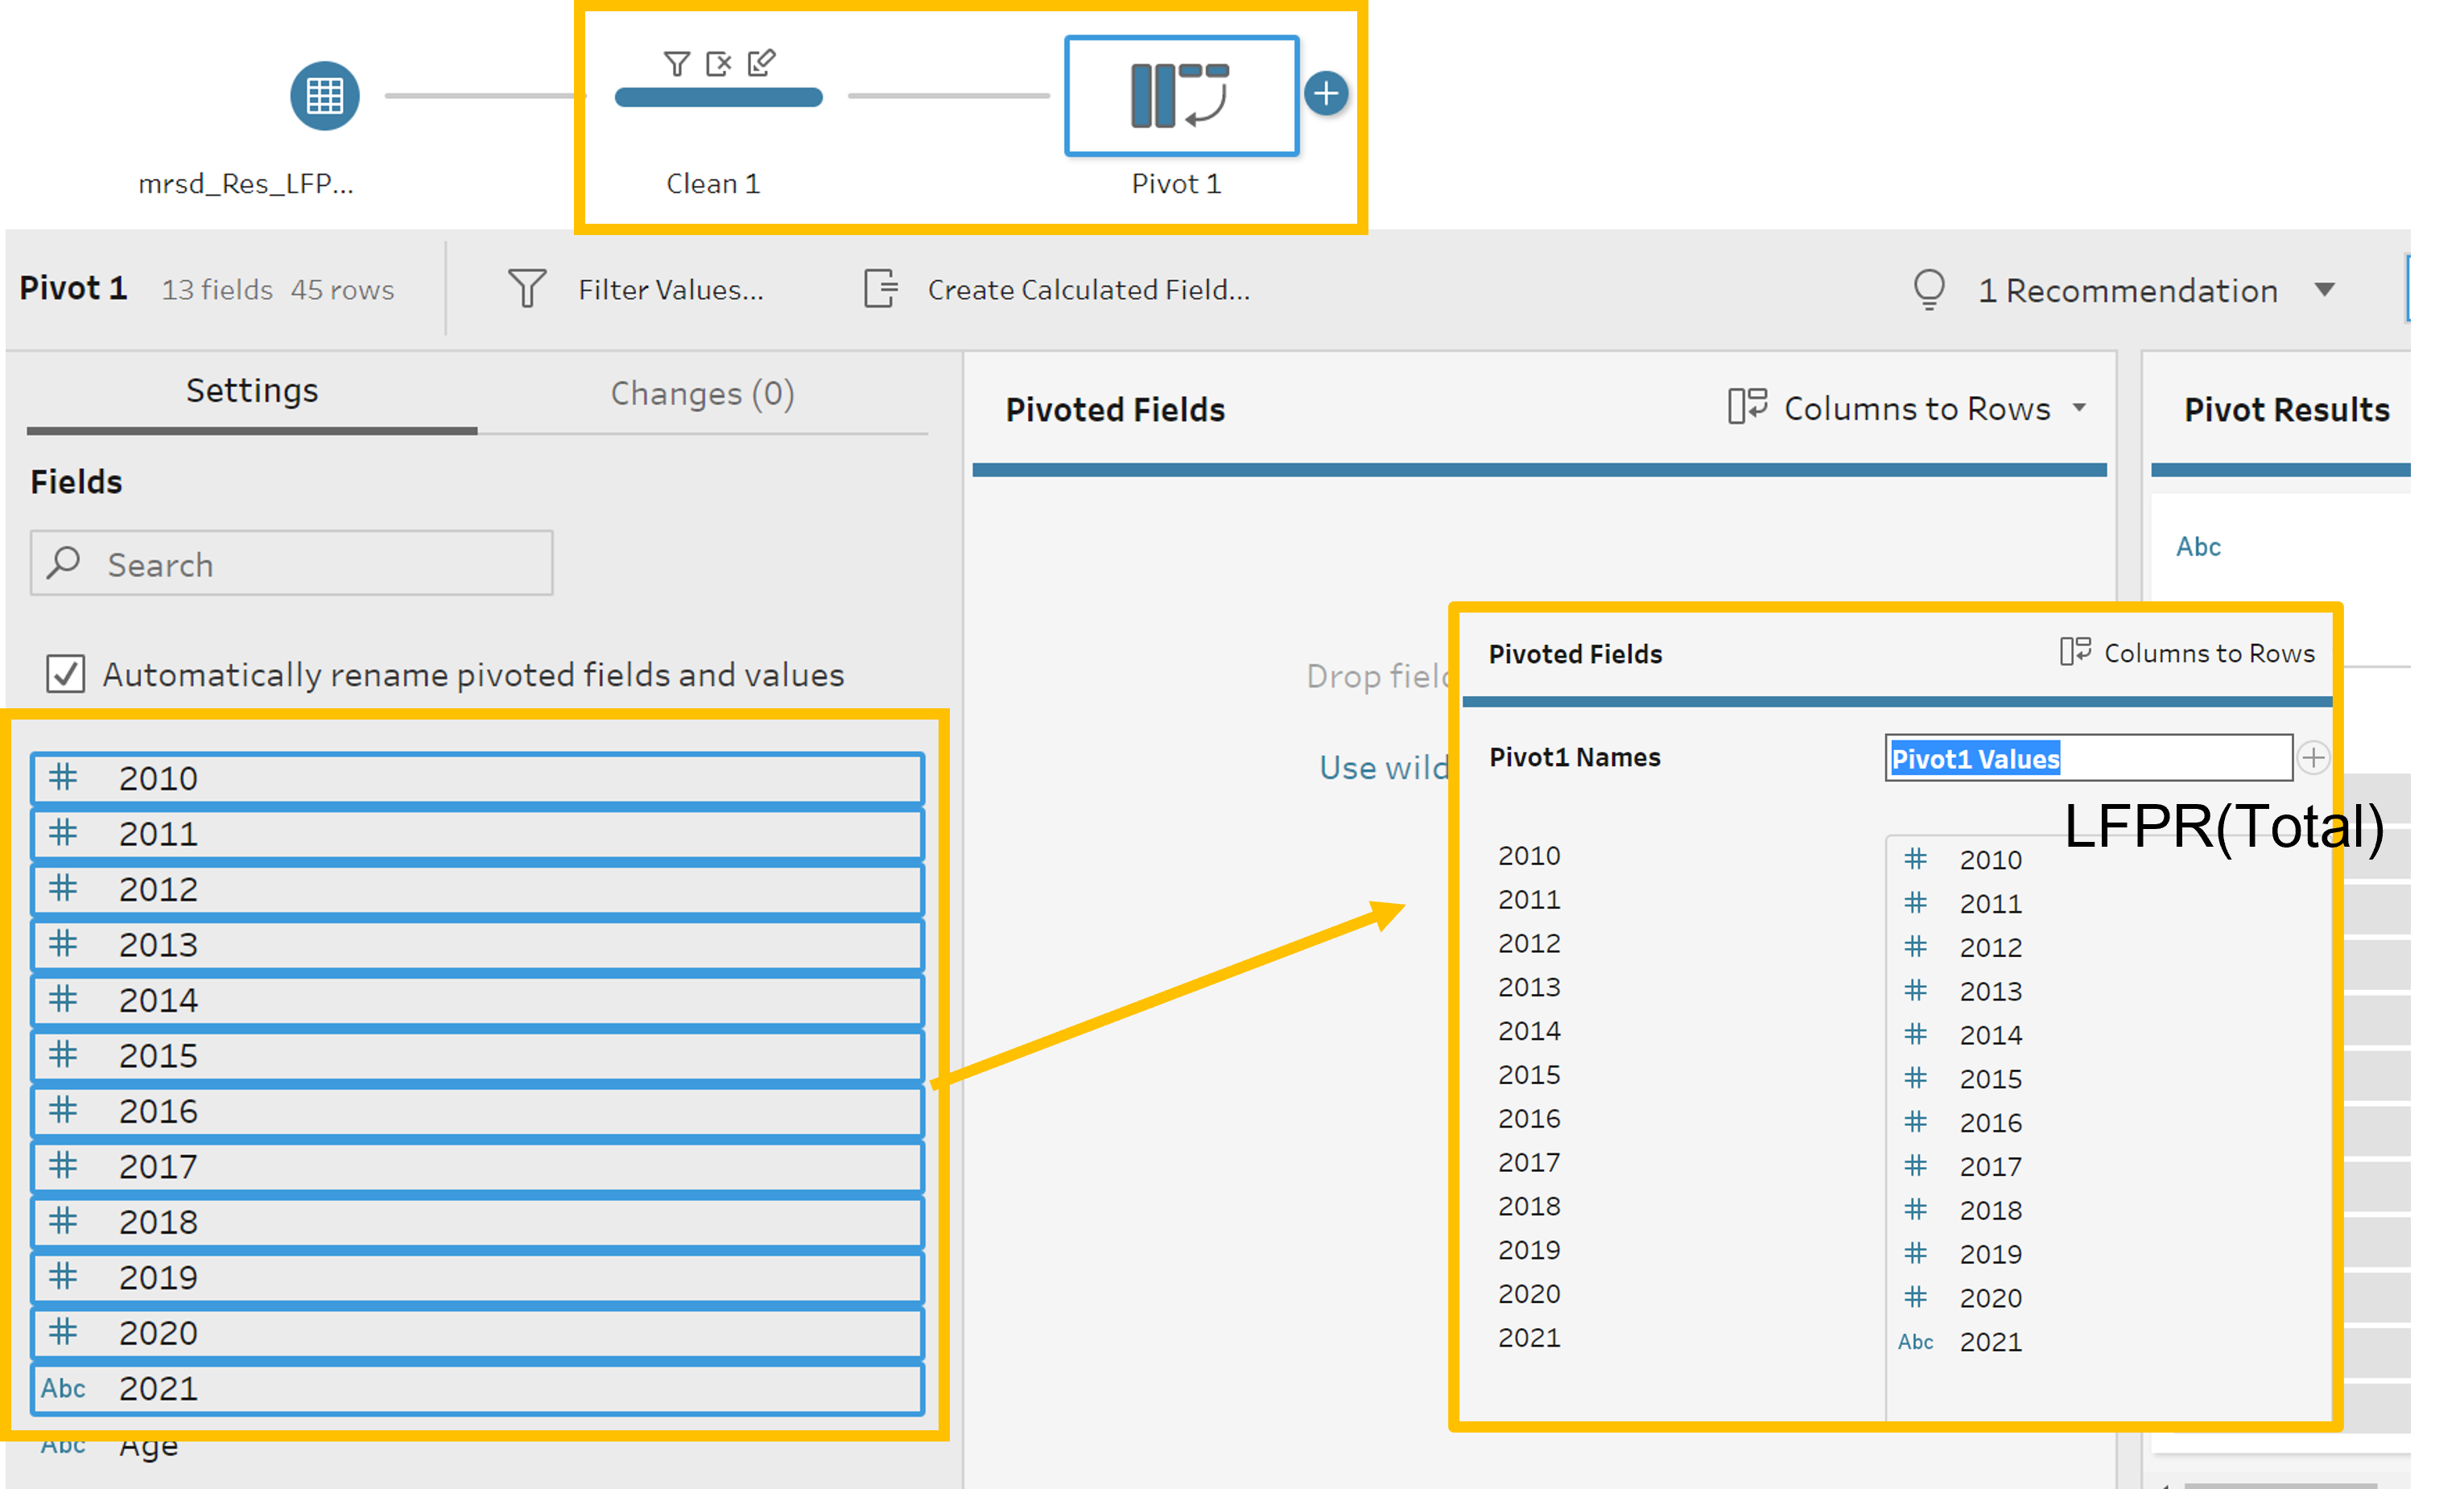 mrsd_Res_LFP...
Clean 1
Pivot 1
Pivot 1 13 fields 45 rows
Filter Values...
Create Calculated Field...
1 Recommendation
Settings
Changes (0)
Pivoted Fields
Columns to Rows
Pivot Results
Fields
Search
Abc
Automatically rename pivoted fields and values
# 2010
# 2011
# 2012
# 2013
# 2014
# 2015
# 2016
# 2017
# 2018
# 2019
# 2020
Abc 2021
Abc Age
Drop field
Use wild
Pivoted Fields
Columns to Rows
Pivot1 Names
Pivot1 Values
LFPR(Total)
2010 # 2010
2011 # 2011
2012 # 2012
2013 # 2013
2014 # 2014
2015 # 2015
2016 # 2016
2017 # 2017
2018 # 2018
2019 # 2019
2020 # 2020
2021 Abc 2021